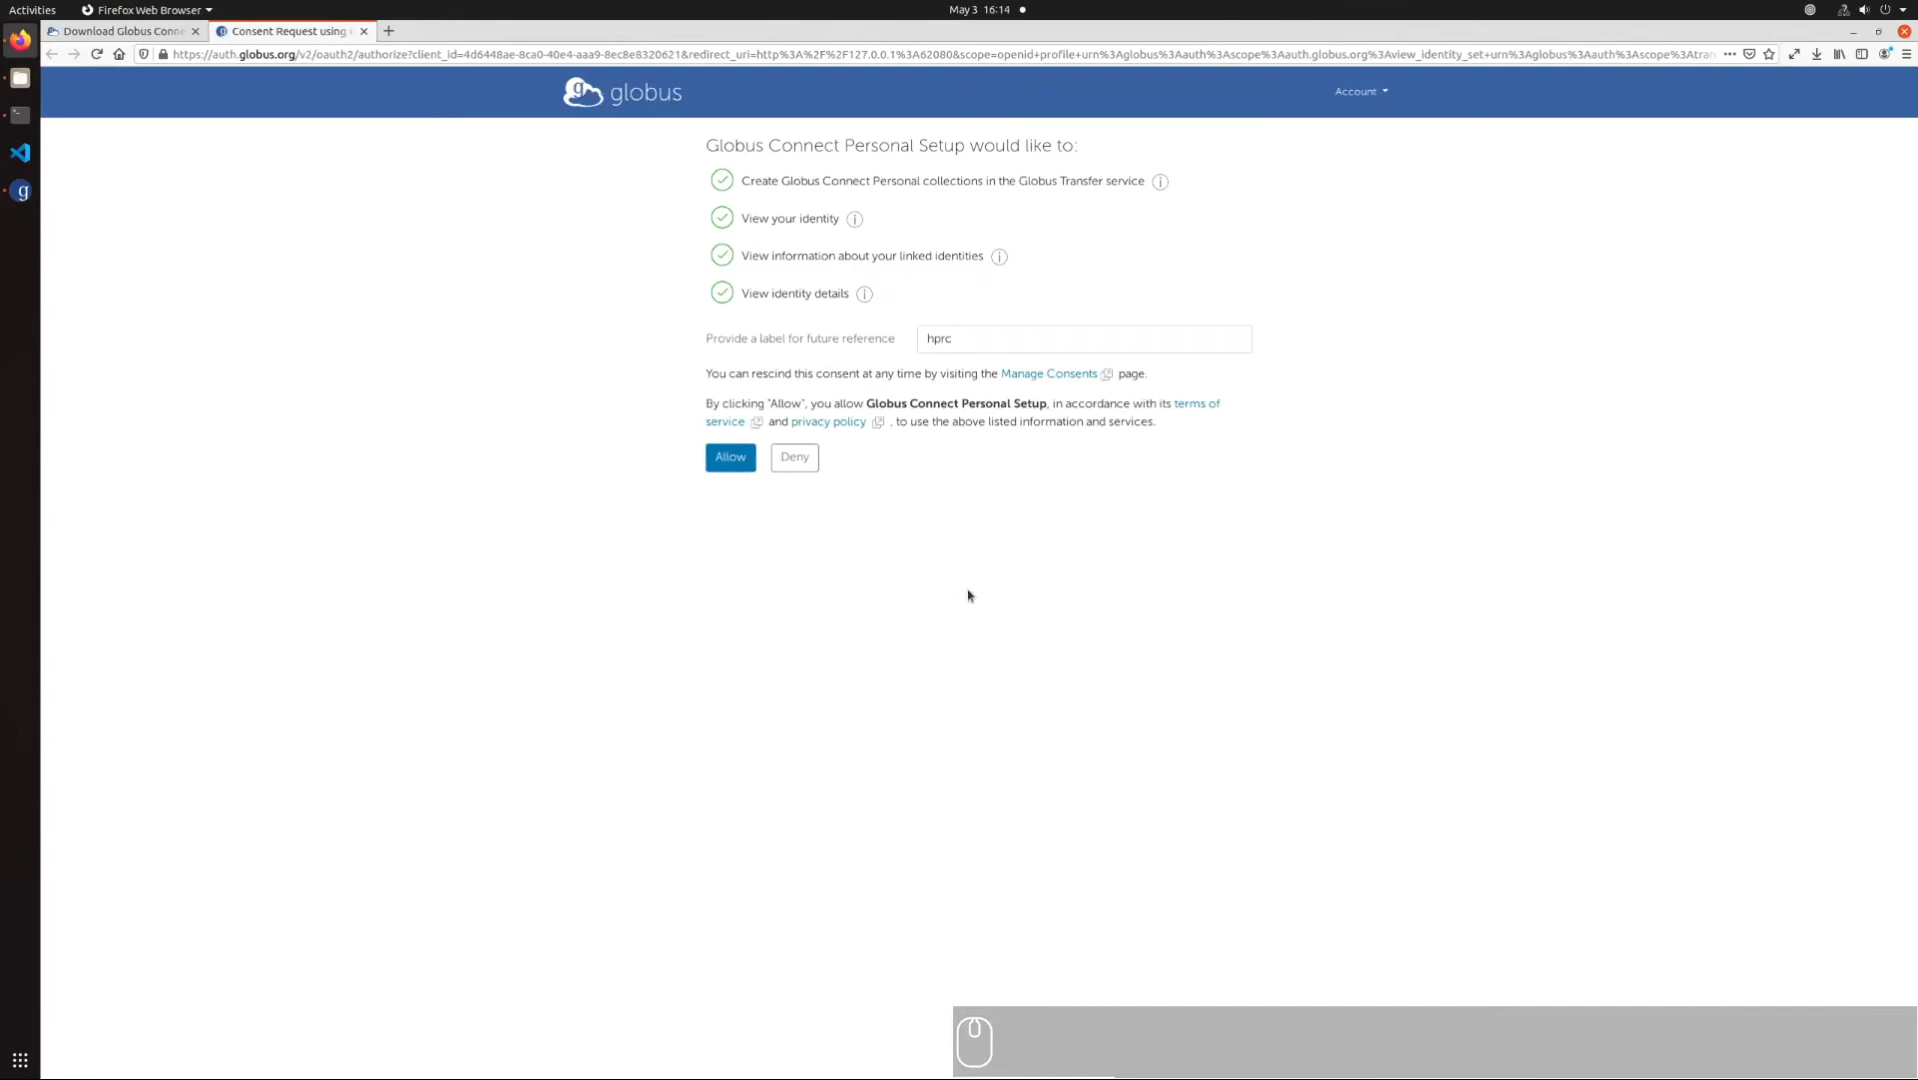 Activities
Firefox Web Browser
May 3 16:14
Download Globus Conne
Consent Request using
https://auth.globus.org/v2/oauth2/authorize?client_id=4d6448ae-8ca0-40e4-aaa9-8ec8e8320621&redirect_uri=http%3A%2F%2F127.0.0.1%3A62080&scope=openid+profile+urn%3Aglobus%3Aauth%3Ascope%3Aauth.globus.org%3Aview_identity_set+urn%3Aglobus%3Aauth%3Ascope%3Atran
globus
Account
Globus Connect Personal Setup would like to:
Create Globus Connect Personal collections in the Globus Transfer service
View your identity
View information about your linked identities
View identity details
Provide a label for future reference
hprc
You can rescind this consent at any time by visiting the Manage Consents page.
By clicking "Allow", you allow Globus Connect Personal Setup, in accordance with its terms of
service and privacy policy , to use the above listed information and services.
Allow
Deny